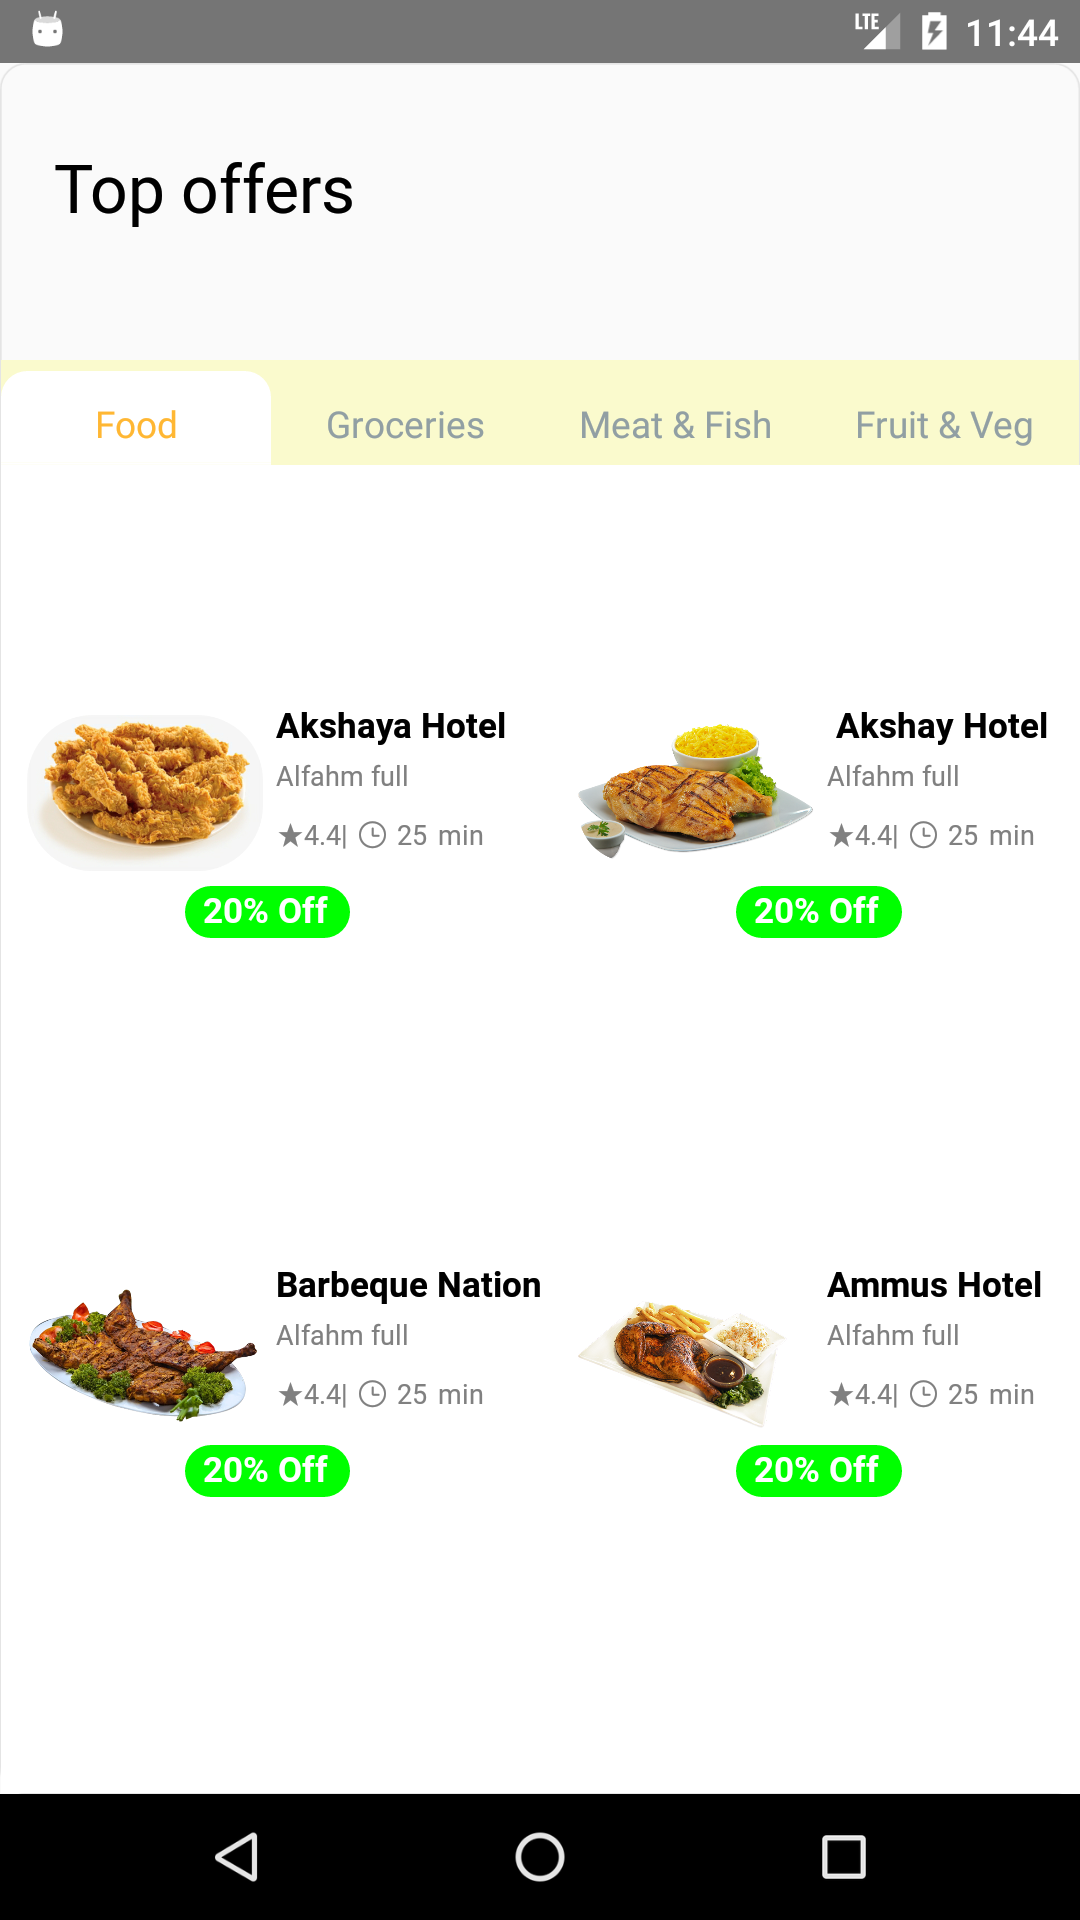 LTE 11:44
Top offers
Food Groceries Meat & Fish Fruit & Veg
Akshaya Hotel
Alfahm full
★4.4| 25 min
20% Off
Akshay Hotel
Alfahm full
★4.4| 25 min
20% Off
Barbeque Nation
Alfahm full
★4.4| 25 min
20% Off
Ammus Hotel
Alfahm full
★4.4| 25 min
20% Off